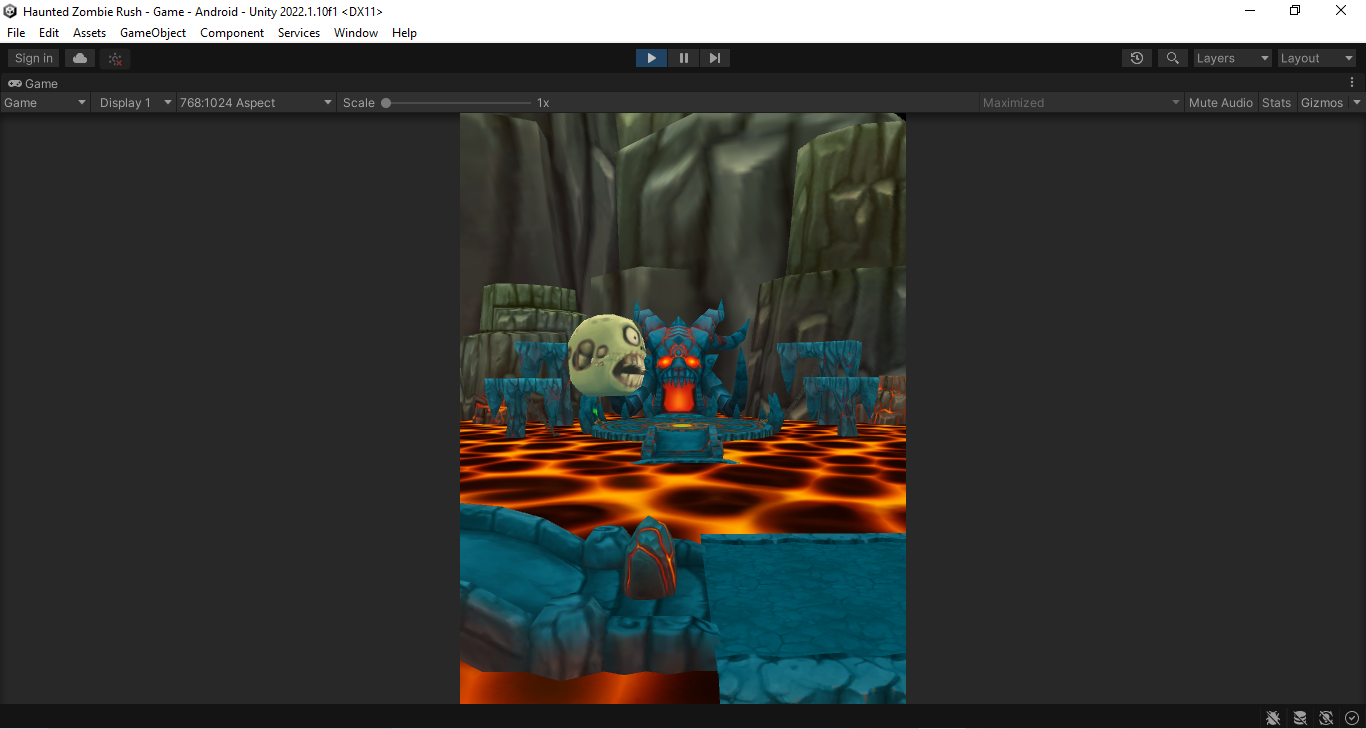 Haunted Zombie Rush - Game - Android - Unity 2022.1.10f1 <DX11>
File Edit Assets GameObject Component Services Window Help
Sign in Layers Layout
Game
Game Display 1 768:1024 Aspect Scale 1x Maximized Mute Audio Stats Gizmos